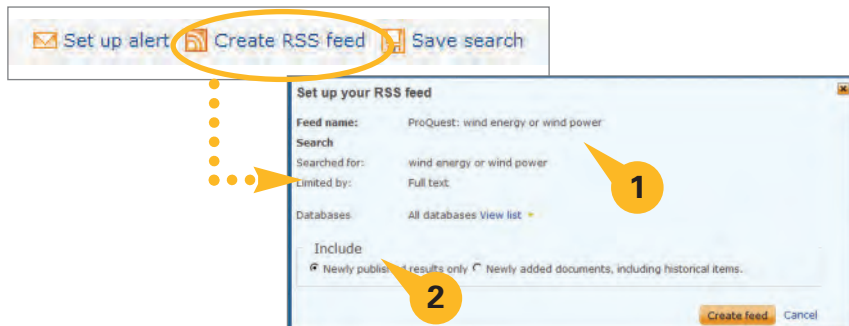 Set up alert Create RSS feed Save search
Set up your RSS feed
Feed name: ProQuest: wind energy or wind power
Search
Searched for: wind energy or wind power
Limited by: Full text
1
Databases All databases View list
Include
Newly published results only Newly added documents, including historical items.
2
Create feed Cancel